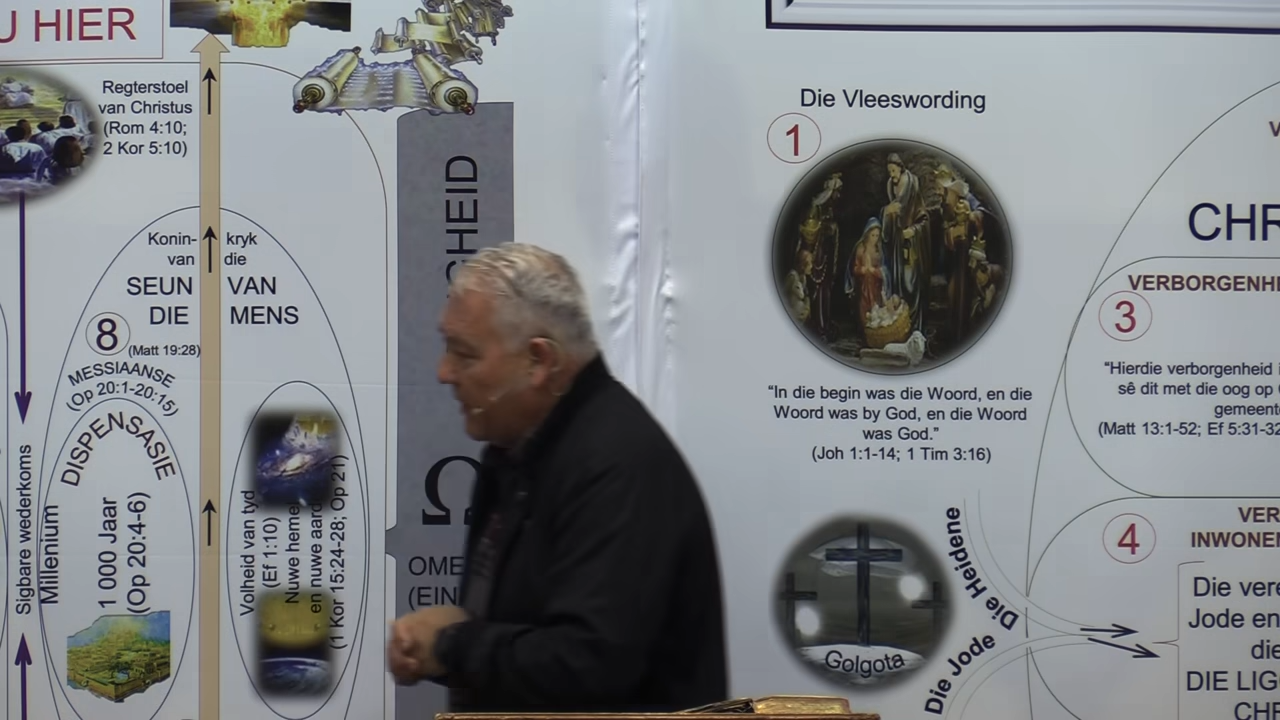 U HIER
Regterstoel
van Christus
(Rom 4:10;
2 Kor 5:10)
Konin- kryk
van die
SEUN VAN
DIE MENS
8
(Matt 19:28)
MESSIAANSE
(Op 20:1-20:15)
DISPENSASIE
Sigbare wederkoms
Millenium
1 000 Jaar
(Op 20:4-6)
Volheid van tyd
(Ef 1:10)
Nuwe heme
en nuwe aard
(1 Kor 15:24-28; Op 21)
HEID
Ω
OME
(EIN
Die Vleeswording
1
“In die begin was die Woord, en die
Woord was by God, en die Woord
was God.”
(Joh 1:1-14; 1 Tim 3:16)
Golgota
Die Heidene
Die Jode
CHR
VERBORGENH
3
“Hierdie verborgenheid
sê dit met die oog op
gemeent
(Matt 13:1-52; Ef 5:31-32
4
VER
INWONE
Die vere
Jode en
die
DIE LIG
CHR